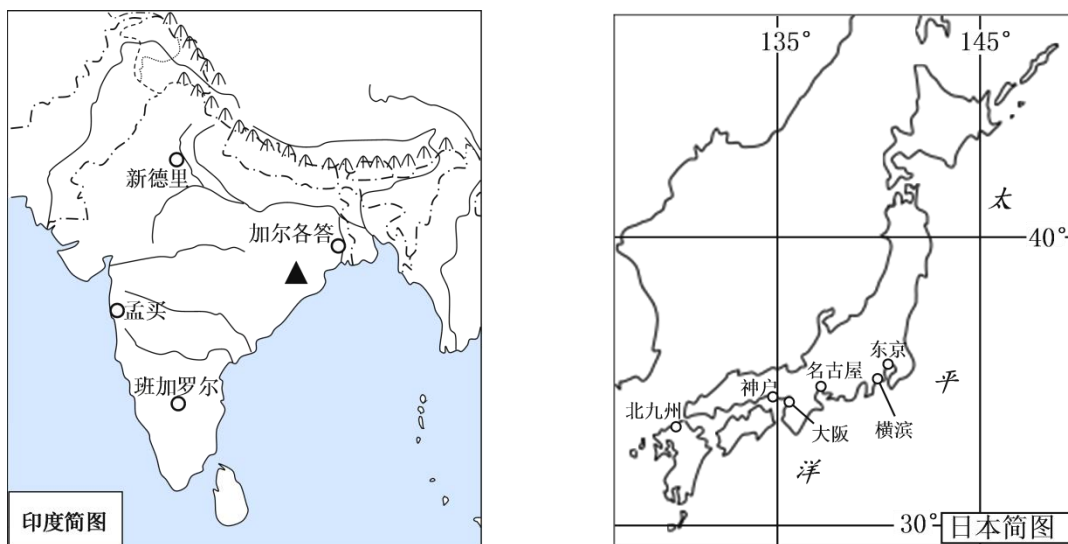 新德里
加尔各答
孟买
班加罗尔
印度简图
135°
145°
太
40°
平
洋
东京
名古屋
神户
北九州
大阪
横滨
30°
日本简图